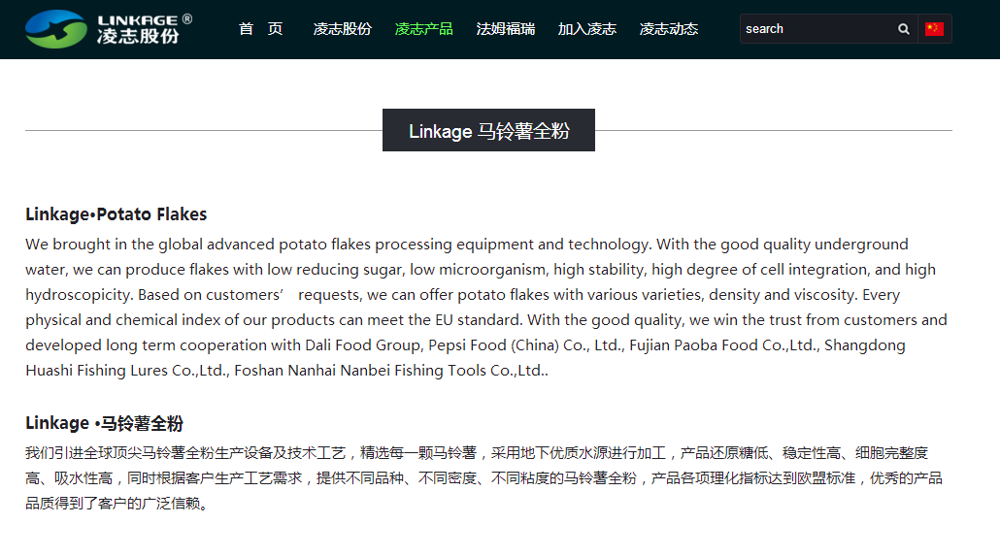 LINKAGE®
凌志股份
首 页 凌志股份 凌志产品 法姆福瑞 加入凌志 凌志动态
search
Linkage 马铃薯全粉
Linkage•Potato Flakes
We brought in the global advanced potato flakes processing equipment and technology. With the good quality underground
water, we can produce flakes with low reducing sugar, low microorganism, high stability, high degree of cell integration, and high
hydroscopicity. Based on customers’ requests, we can offer potato flakes with various varieties, density and viscosity. Every
physical and chemical index of our products can meet the EU standard. With the good quality, we win the trust from customers and
developed long term cooperation with Dali Food Group, Pepsi Food (China) Co., Ltd., Fujian Paoba Food Co.,Ltd., Shangdong
Huashi Fishing Lures Co.,Ltd., Foshan Nanhai Nanbei Fishing Tools Co.,Ltd..
Linkage •马铃薯全粉
我们引进全球顶尖马铃薯全粉生产设备及技术工艺，精选每一颗马铃薯，采用地下优质水源进行加工，产品还原糖低、稳定性高、细胞完整度
高、吸水性高，同时根据客户生产工艺需求，提供不同品种、不同密度、不同粘度的马铃薯全粉，产品各项理化指标达到欧盟标准，优秀的产品
品质得到了客户的广泛信赖。